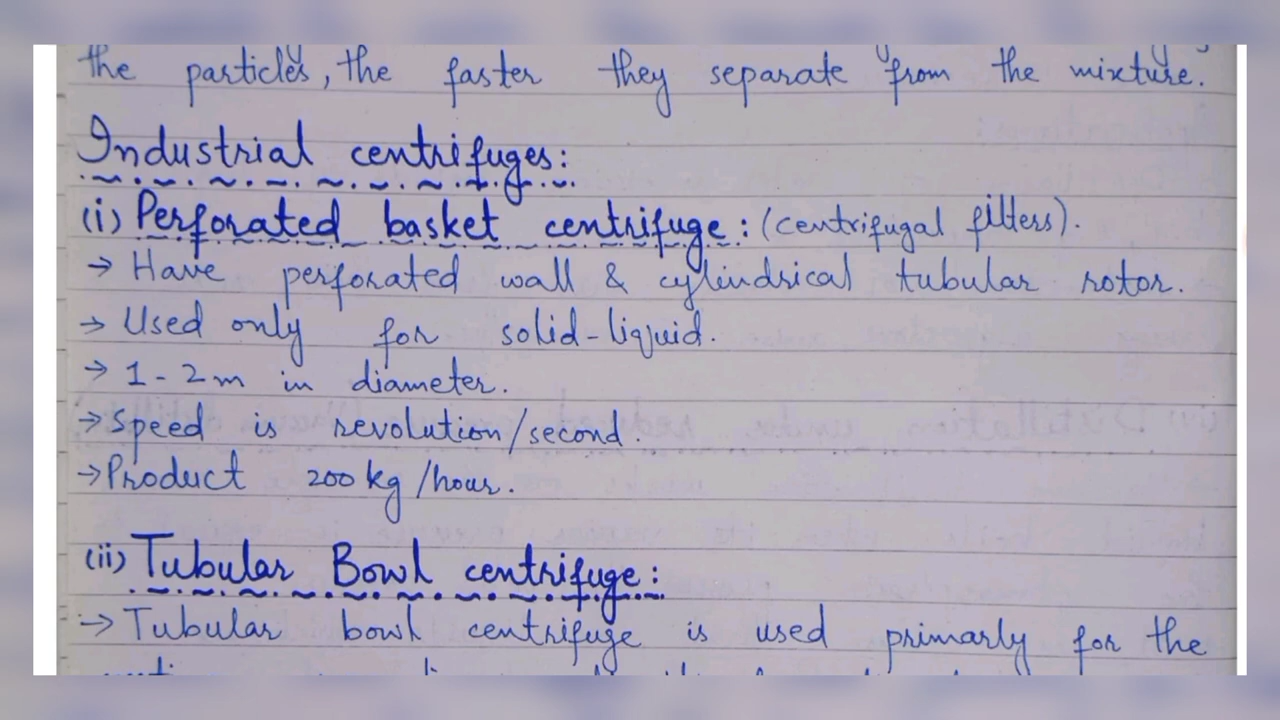 the particles, the faster they separate from the mixture.
Industrial centrifuges:
(i) Perforated basket centrifuge: (centrifugal filters).
→ Have perforated wall & cylindrical tubular rotor.
→ Used only for solid-liquid.
→ 1-2m in diameter.
→ Speed is revolution/second.
→ Product 200 kg/hour.
(ii) Tubular Bowl centrifuge:
→ Tubular bowl centrifuge is used primarly for the